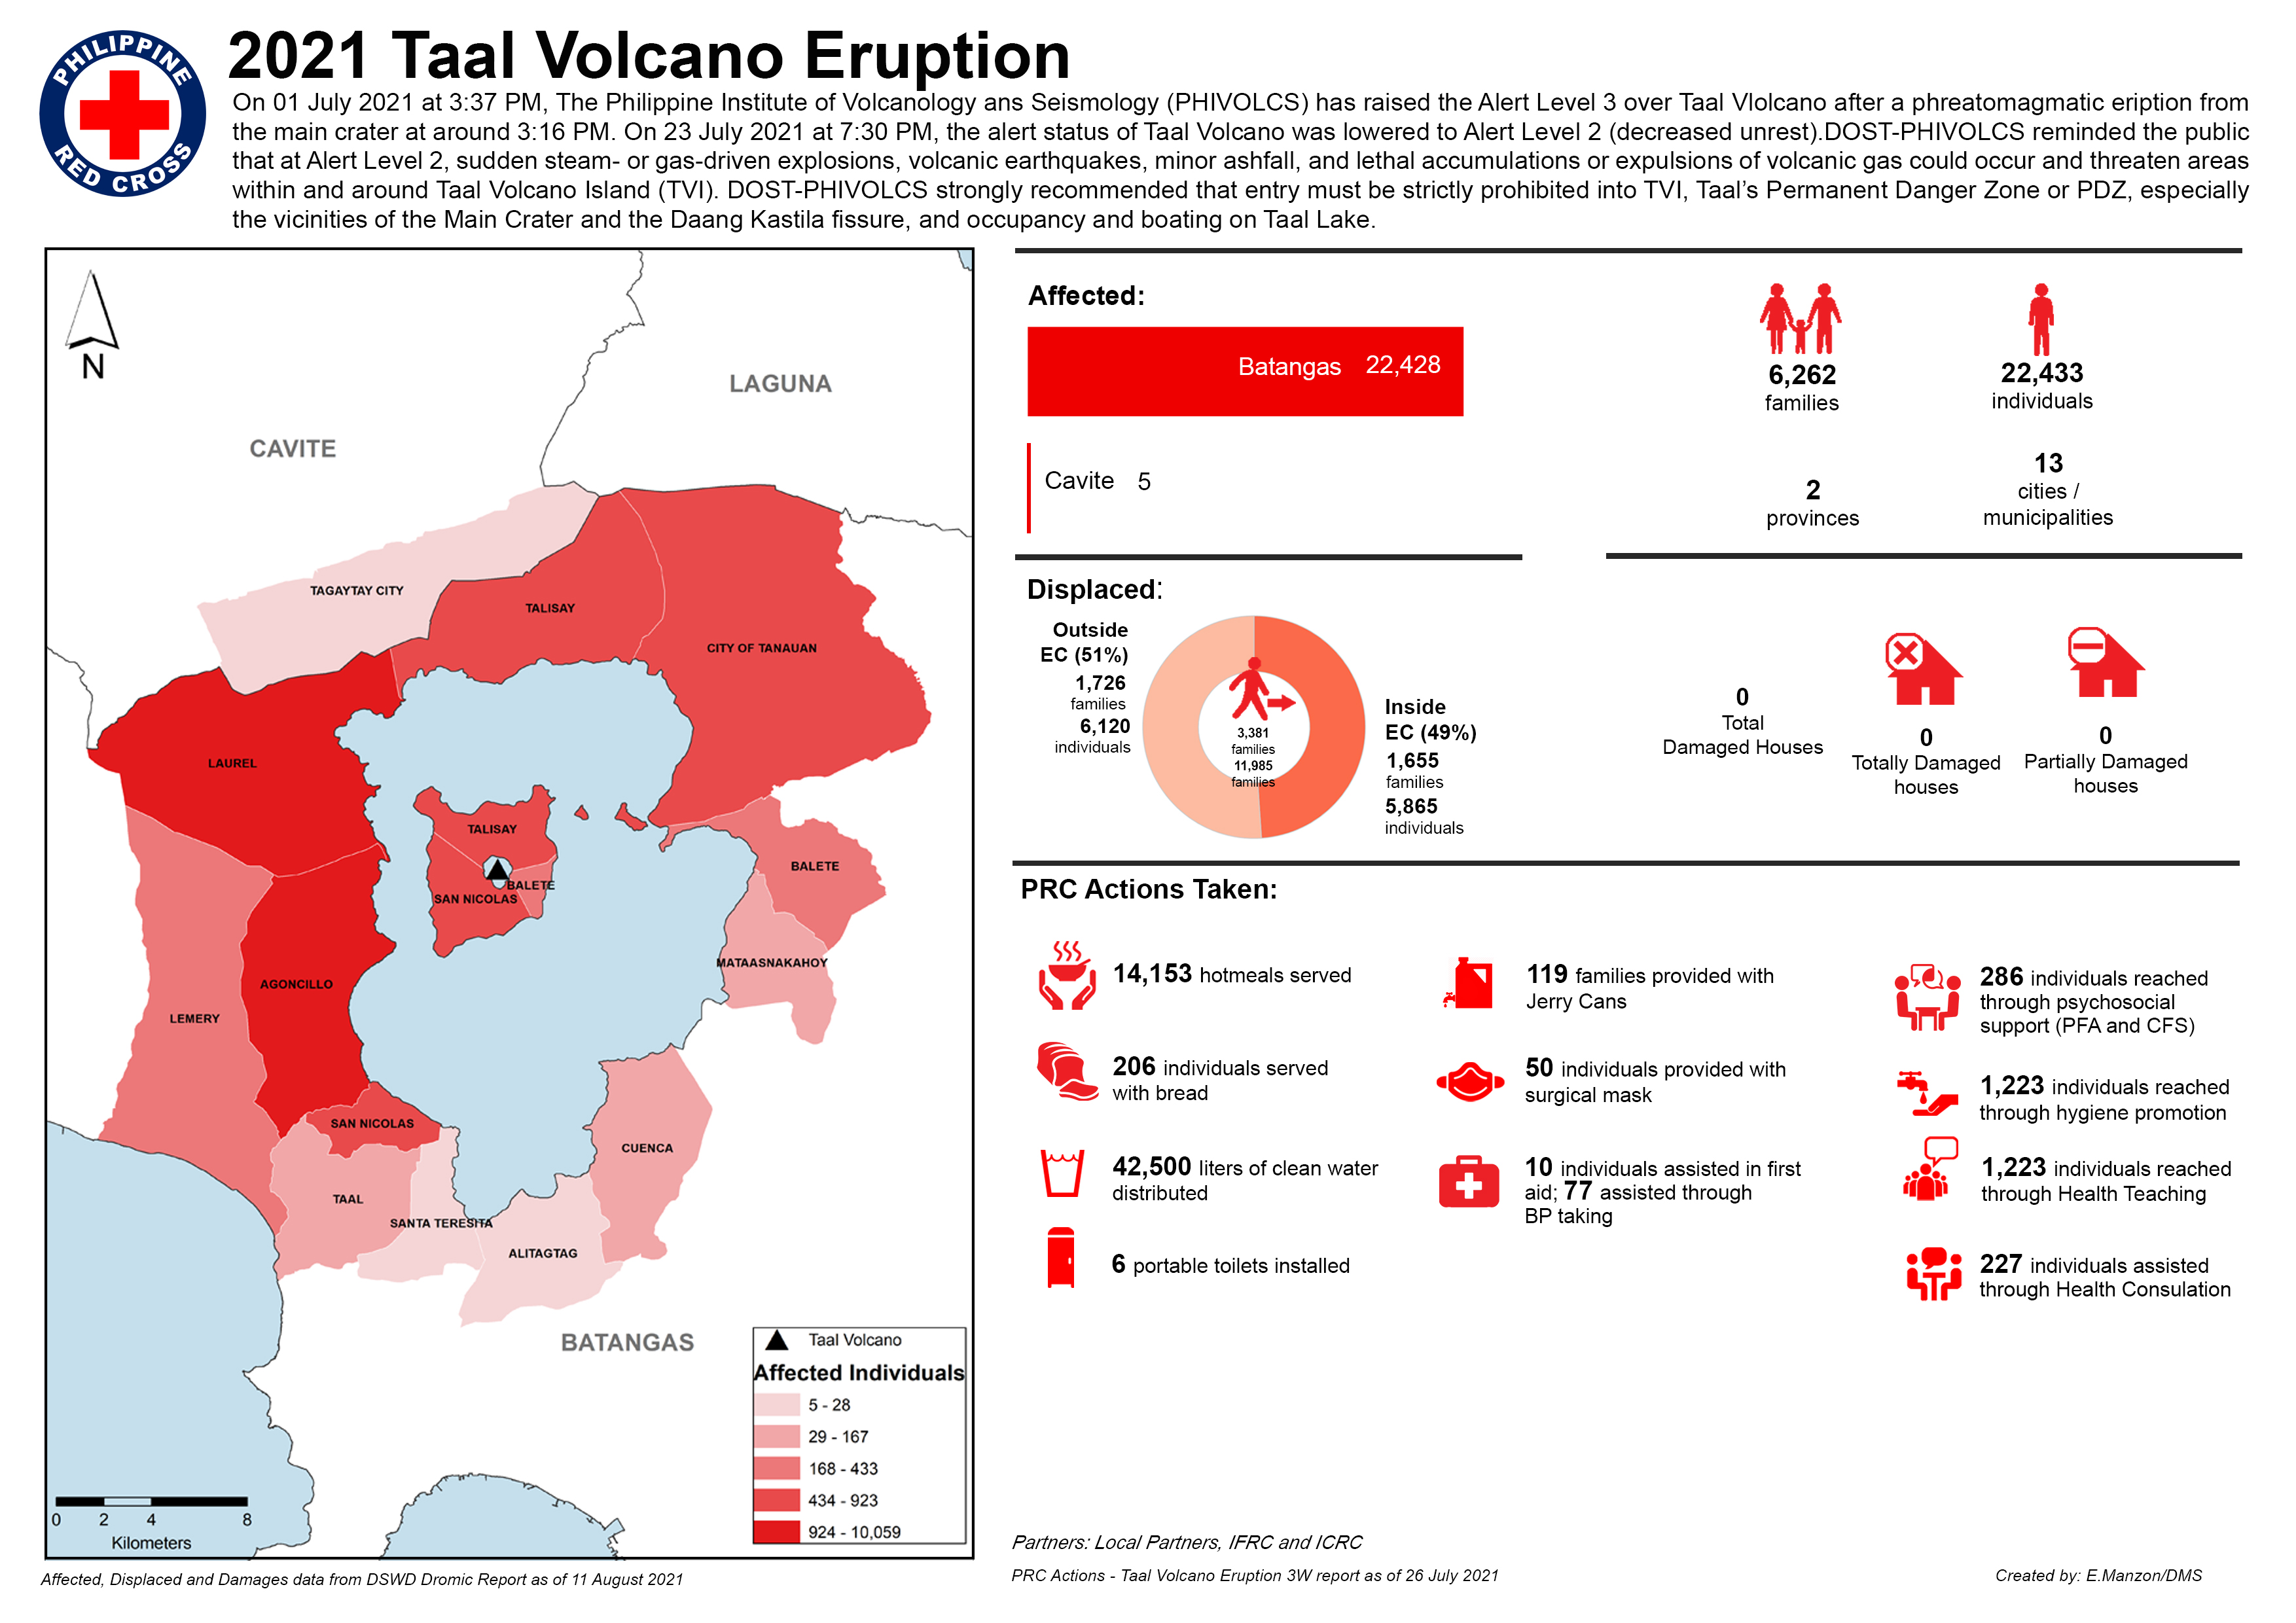 PHILIPPINE
RED CROSS
2021 Taal Volcano Eruption
On 01 July 2021 at 3:37 PM, The Philippine Institute of Volcanology ans Seismology (PHIVOLCS) has raised the Alert Level 3 over Taal Vlolcano after a phreatomagmatic eription from
the main crater at around 3:16 PM. On 23 July 2021 at 7:30 PM, the alert status of Taal Volcano was lowered to Alert Level 2 (decreased unrest).DOST-PHIVOLCS reminded the public
that at Alert Level 2, sudden steam- or gas-driven explosions, volcanic earthquakes, minor ashfall, and lethal accumulations or expulsions of volcanic gas could occur and threaten areas
within and around Taal Volcano Island (TVI). DOST-PHIVOLCS strongly recommended that entry must be strictly prohibited into TVI, Taal’s Permanent Danger Zone or PDZ, especially
the vicinities of the Main Crater and the Daang Kastila fissure, and occupancy and boating on Taal Lake.
N
LAGUNA
CAVITE
TAGAYTAY CITY
TALISAY
CITY OF TANAUAN
LAUREL
TALISAY
BALETE
BALETE
SAN NICOLAS
MATAASNAKAHOY
AGONCILLO
LEMERY
SAN NICOLAS
CUENCA
TAAL
SANTA TERESITA
ALITAGTAG
BATANGAS
Taal Volcano
Affected Individuals
5 - 28
29 - 167
168 - 433
434 - 923
924 - 10,059
0 2 4 8
Kilometers
Affected, Displaced and Damages data from DSWD Dromic Report as of 11 August 2021
Affected:
Batangas 22,428
Cavite 5
6,262
families
22,433
individuals
2
provinces
13
cities /
municipalities
Displaced:
Outside
EC (51%)
1,726
families
6,120
individuals
3,381
families
11,985
families
Inside
EC (49%)
1,655
families
5,865
individuals
0
Total
Damaged Houses
0
Totally Damaged
houses
0
Partially Damaged
houses
PRC Actions Taken:
14,153 hotmeals served
206 individuals served
with bread
42,500 liters of clean water
distributed
6 portable toilets installed
119 families provided with
Jerry Cans
50 individuals provided with
surgical mask
10 individuals assisted in first
aid; 77 assisted through
BP taking
286 individuals reached
through psychosocial
support (PFA and CFS)
1,223 individuals reached
through hygiene promotion
1,223 individuals reached
through Health Teaching
227 individuals assisted
through Health Consulation
Partners: Local Partners, IFRC and ICRC
PRC Actions - Taal Volcano Eruption 3W report as of 26 July 2021
Created by: E.Manzon/DMS